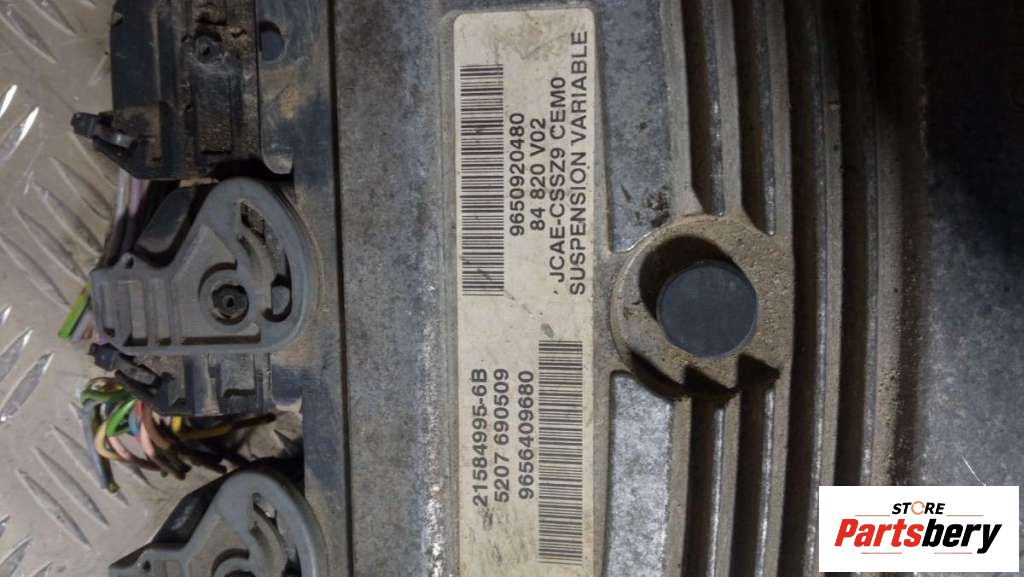 21584995-6B
5207 690509
9656409680
9650920480
84 820 V02
JCAE-CSSZ9 CEM0
SUSPENSION VARIABLE
STORE
Partsbery